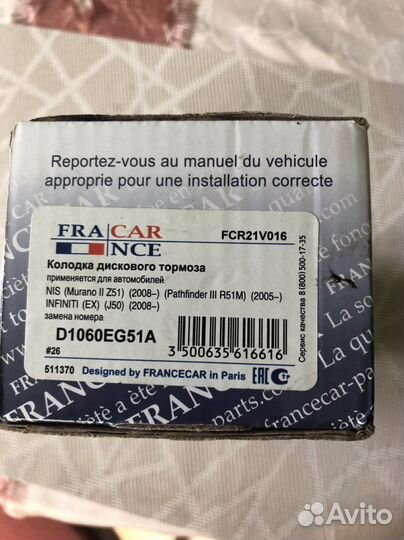 Reportez-vous au manuel du vehicule
approprie pour une installation correcte
FRA CAR
NCE
FCR21V016
Колодка дискового тормоза
применяется для автомобилей:
NIS (Murano II Z51) (2008–) (Pathfinder III R51M) (2005–)
INFINITI (EX) (J50) (2008–)
замена номера:
D1060EG51A
#26
3 500635 616616
511370 Designed by FRANCECAR in Paris EAC
Сервис качества 8(800)500-17-35
Avito